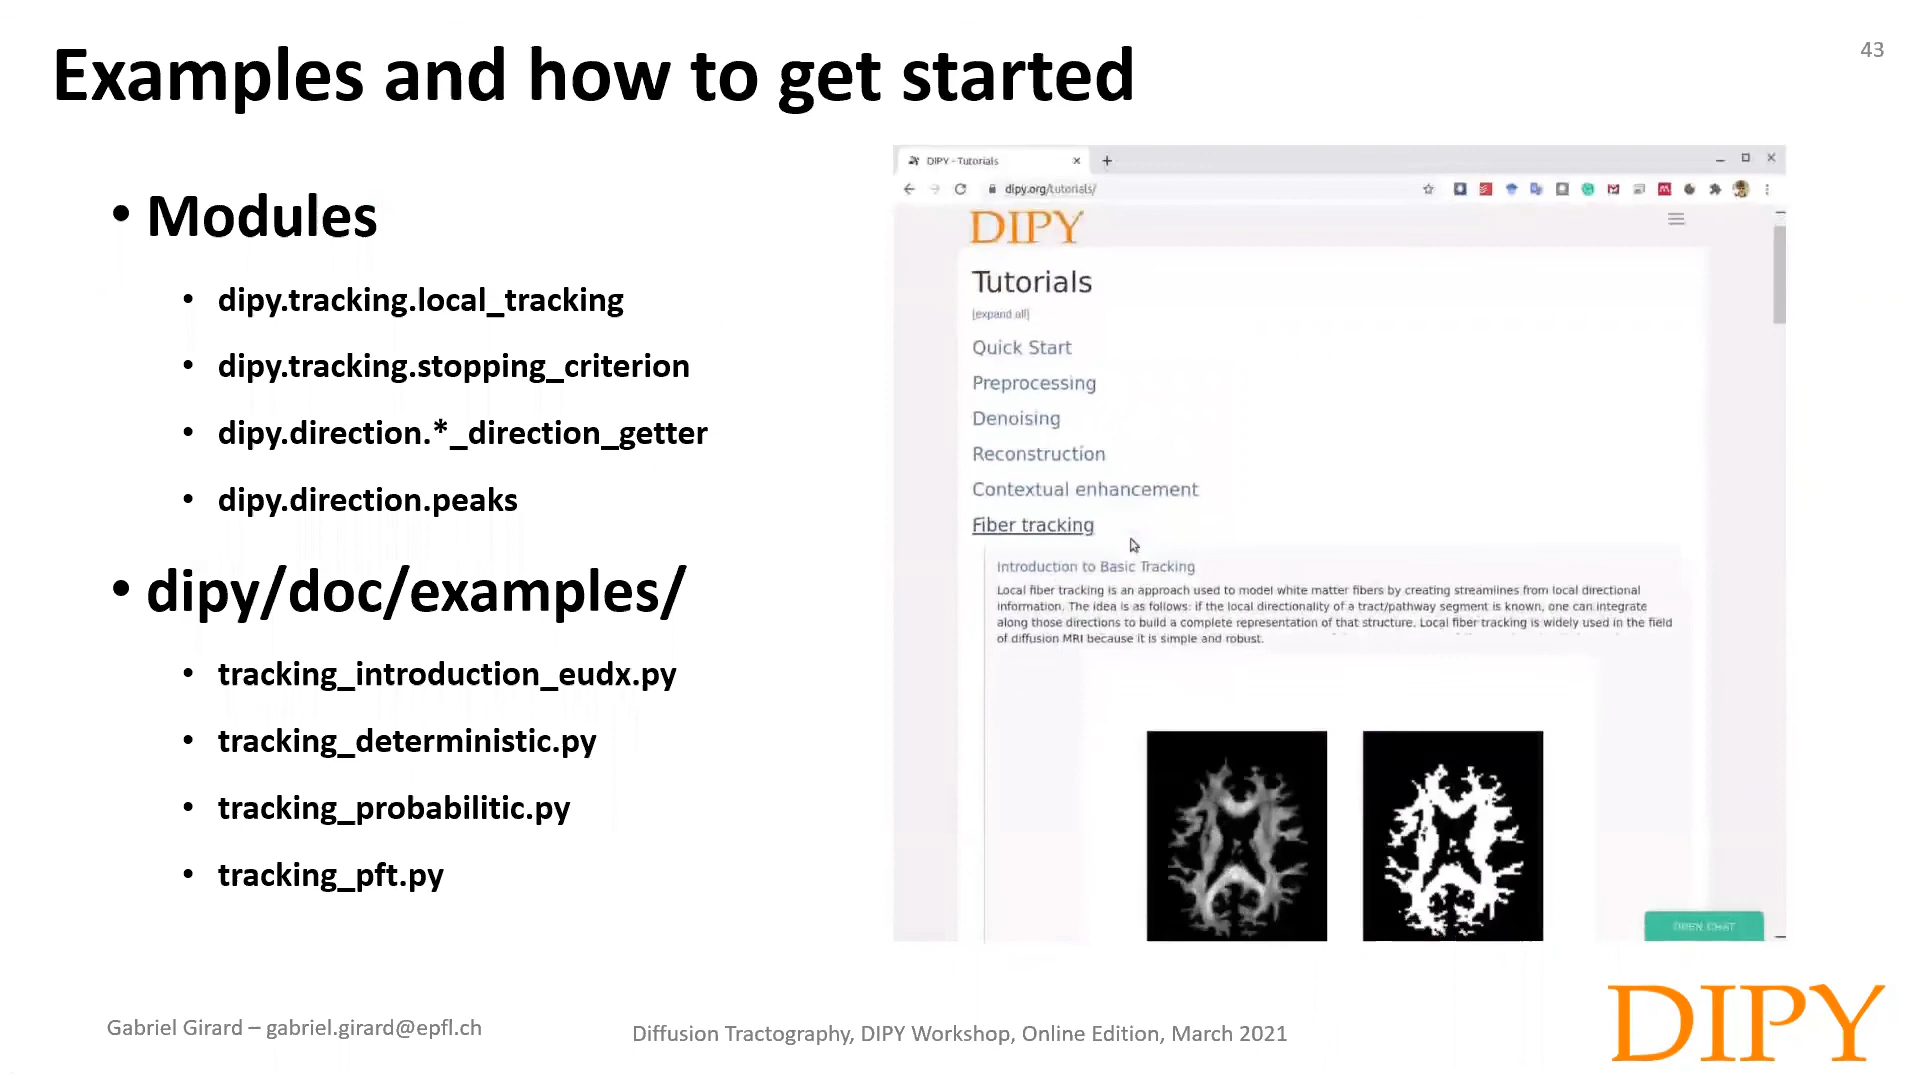 Examples and how to get started
43
• Modules
• dipy.tracking.local_tracking
• dipy.tracking.stopping_criterion
• dipy.direction.*_direction_getter
• dipy.direction.peaks
• dipy/doc/examples/
• tracking_introduction_eudx.py
• tracking_deterministic.py
• tracking_probabilitic.py
• tracking_pft.py
DIPY - Tutorials
dipy.org/tutorials/
DIPY
Tutorials
[expand all]
Quick Start
Preprocessing
Denoising
Reconstruction
Contextual enhancement
Fiber tracking
Introduction to Basic Tracking
Local fiber tracking is an approach used to model white matter fibers by creating streamlines from local directional
information. The idea is as follows: if the local directionality of a tract/pathway segment is known, one can integrate
along those directions to build a complete representation of that structure. Local fiber tracking is widely used in the field
of diffusion MRI because it is simple and robust.
OPEN CHAT
Gabriel Girard – gabriel.girard@epfl.ch
Diffusion Tractography, DIPY Workshop, Online Edition, March 2021
DIPY